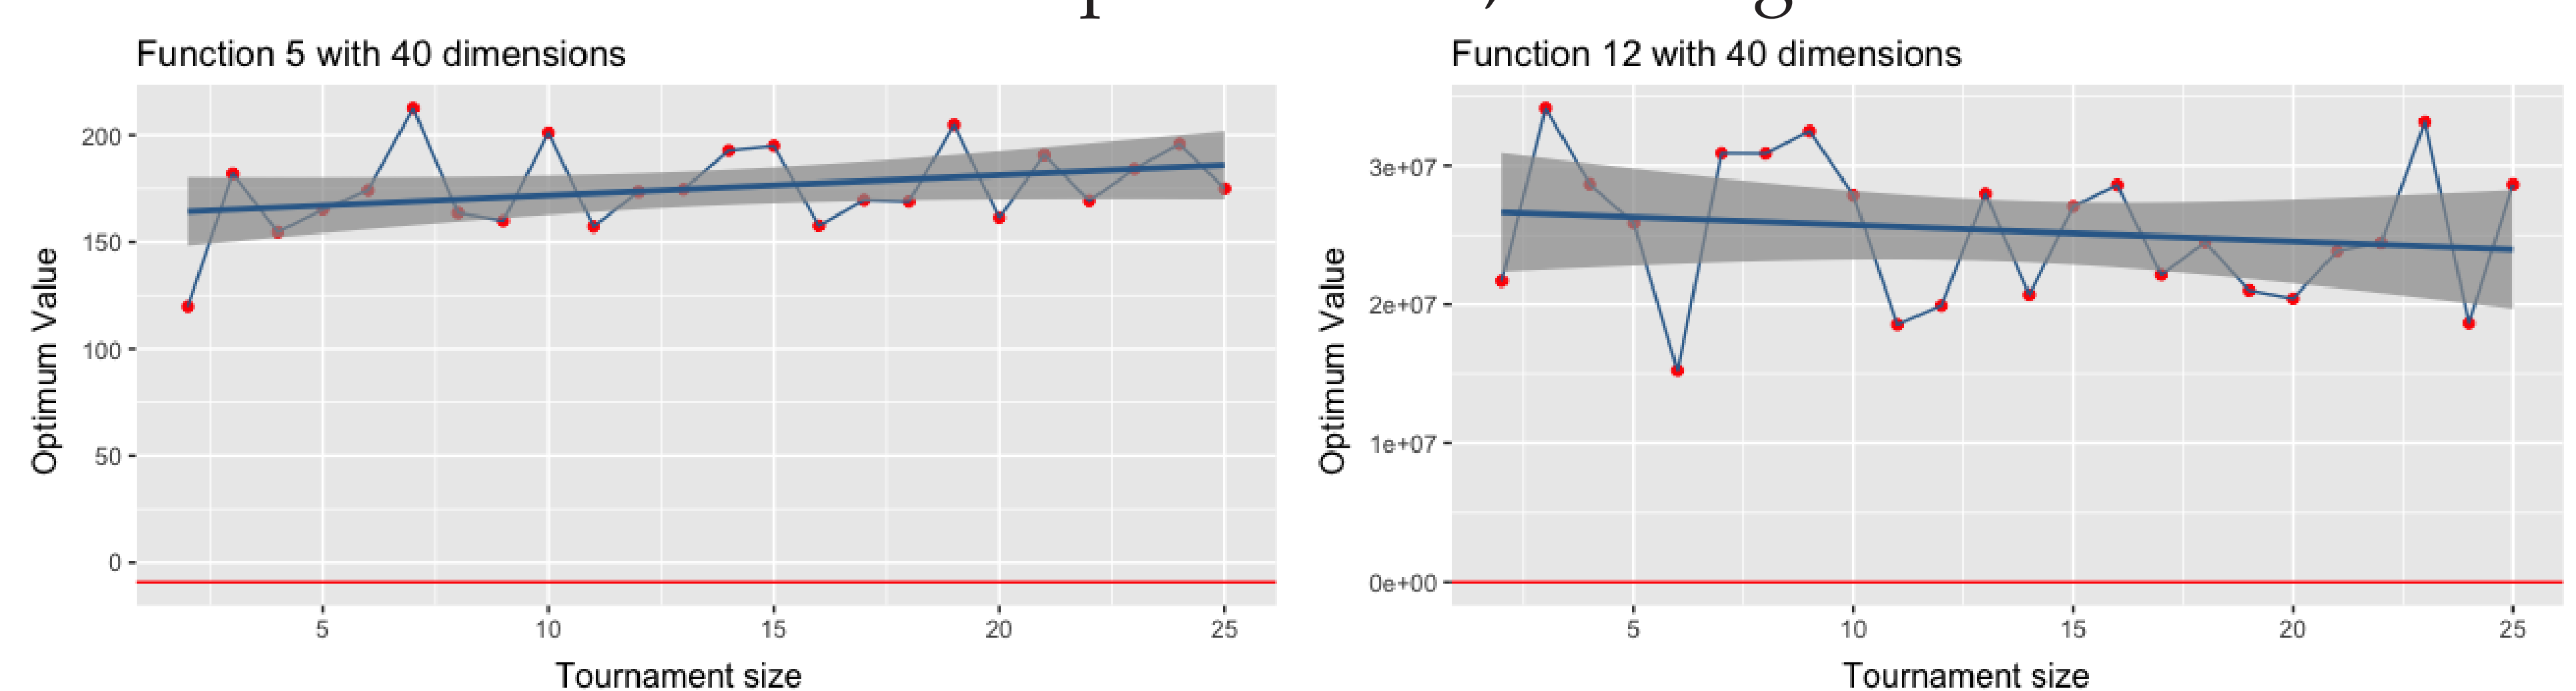 Function 5 with 40 dimensions
Optimum Value
200
150
100
50
0
5 10 15 20 25
Tournament size
Function 12 with 40 dimensions
Optimum Value
3e+07
2e+07
1e+07
0e+00
5 10 15 20 25
Tournament size